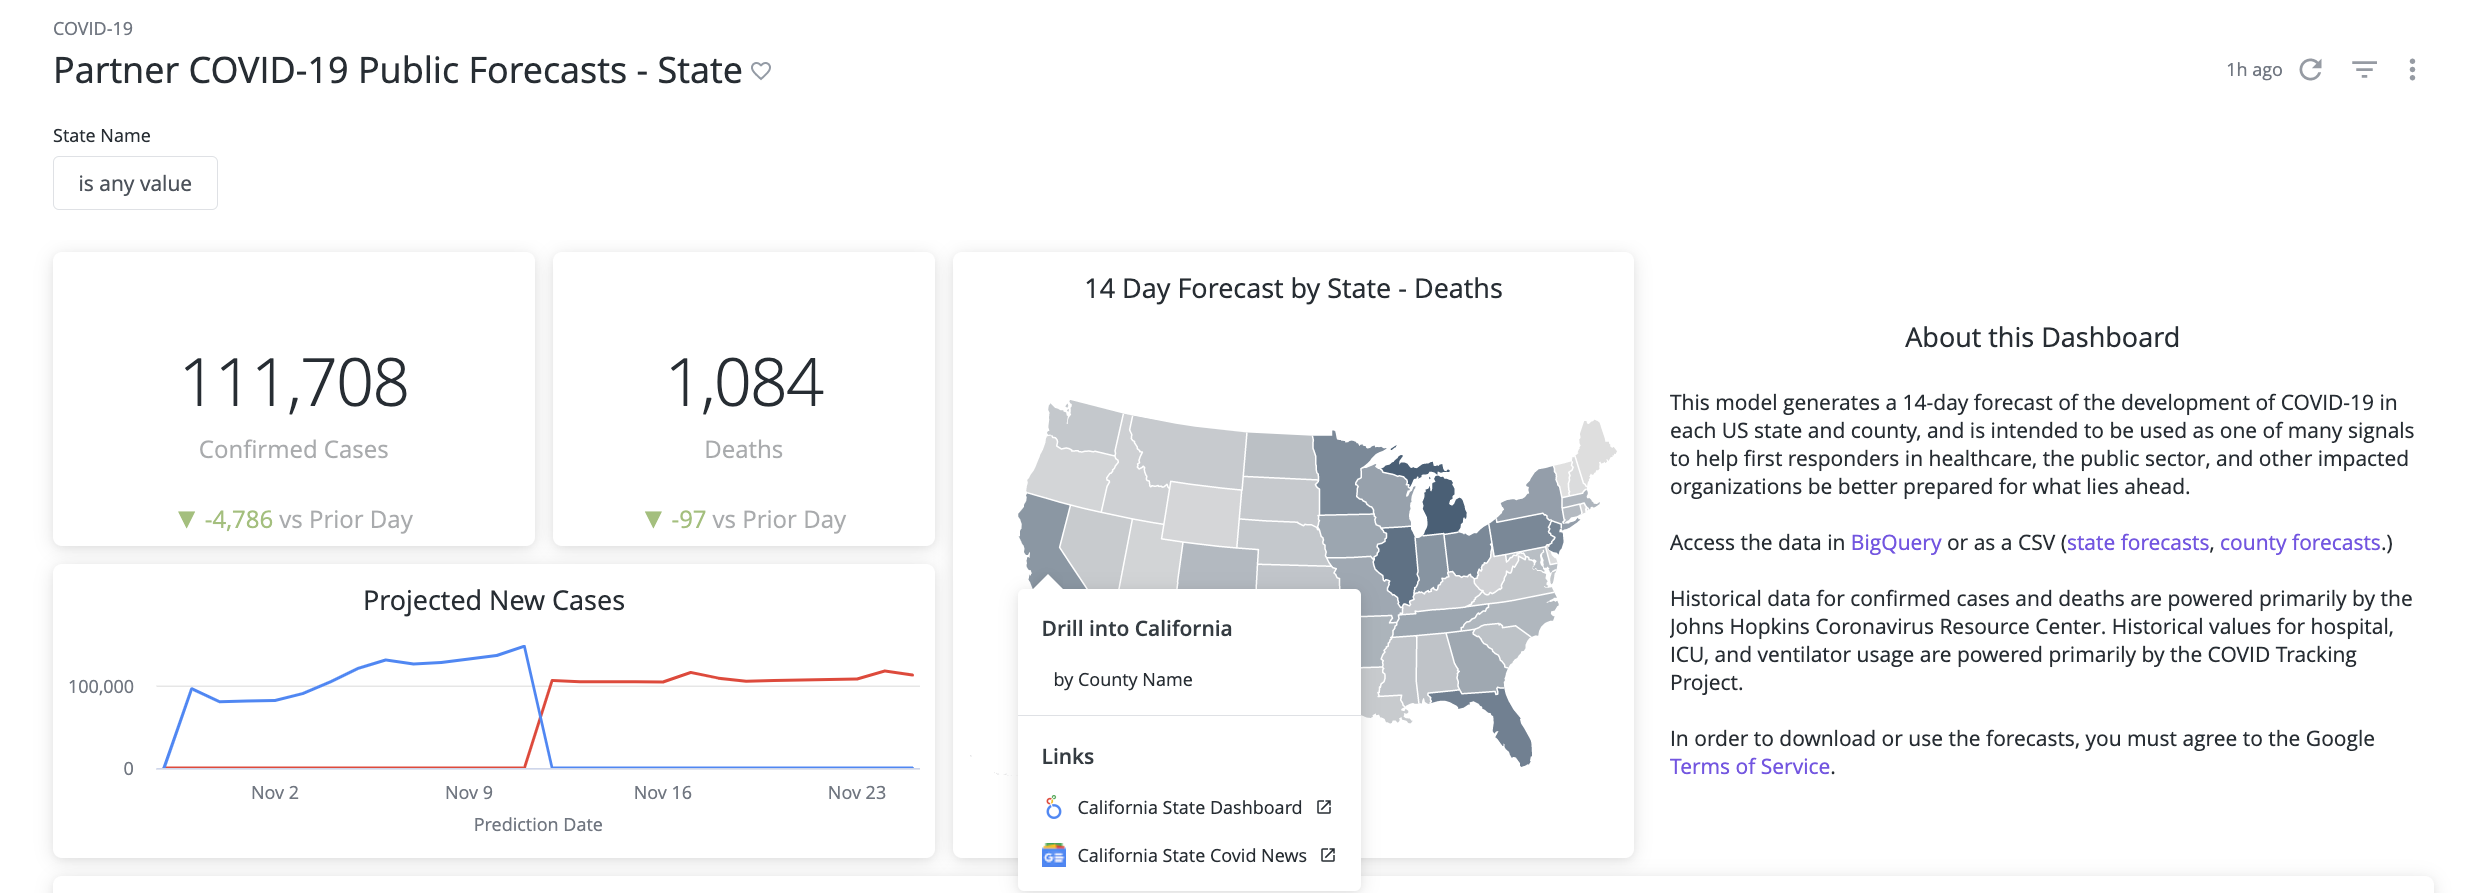 COVID-19
Partner COVID-19 Public Forecasts - State
1h ago
State Name
is any value
111,708
Confirmed Cases
▼ -4,786 vs Prior Day
1,084
Deaths
▼ -97 vs Prior Day
Projected New Cases
100,000
0
Nov 2
Nov 9
Nov 16
Nov 23
Prediction Date
14 Day Forecast by State - Deaths
Drill into California
by County Name
Links
California State Dashboard
GE
California State Covid News
About this Dashboard
This model generates a 14-day forecast of the development of COVID-19 in
each US state and county, and is intended to be used as one of many signals
to help first responders in healthcare, the public sector, and other impacted
organizations be better prepared for what lies ahead.
Access the data in BigQuery or as a CSV (state forecasts, county forecasts.)
Historical data for confirmed cases and deaths are powered primarily by the
Johns Hopkins Coronavirus Resource Center. Historical values for hospital,
ICU, and ventilator usage are powered primarily by the COVID Tracking
Project.
In order to download or use the forecasts, you must agree to the Google
Terms of Service.